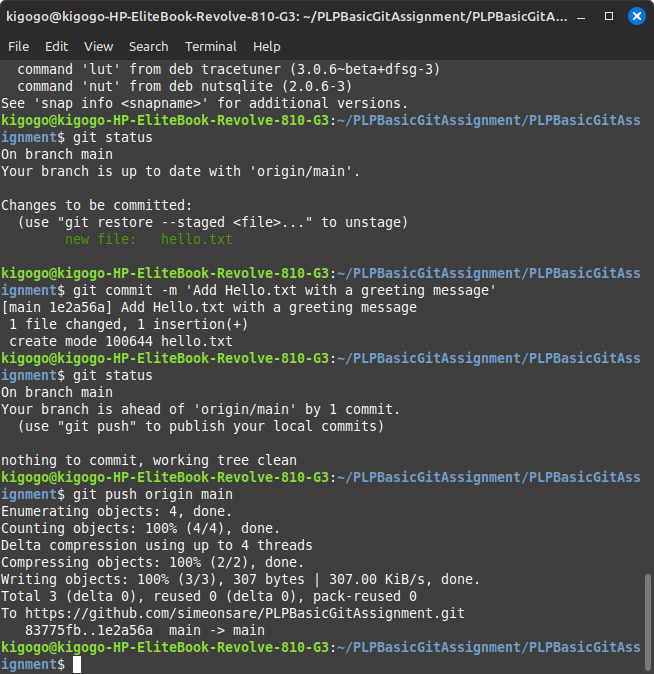 kigogo@kigogo-HP-EliteBook-Revolve-810-G3: ~/PLPBasicGitAssignment/PLPBasicGitA...
File Edit View Search Terminal Help
  command 'lut' from deb tracetuner (3.0.6~beta+dfsg-3)
  command 'nut' from deb nutsqlite (2.0.6-3)
See 'snap info <snapname>' for additional versions.
kigogo@kigogo-HP-EliteBook-Revolve-810-G3:~/PLPBasicGitAssignment/PLPBasicGitAss
ignment$ git status
On branch main
Your branch is up to date with 'origin/main'.

Changes to be committed:
  (use "git restore --staged <file>..." to unstage)
        new file:   hello.txt

kigogo@kigogo-HP-EliteBook-Revolve-810-G3:~/PLPBasicGitAssignment/PLPBasicGitAss
ignment$ git commit -m 'Add Hello.txt with a greeting message'
[main 1e2a56a] Add Hello.txt with a greeting message
 1 file changed, 1 insertion(+)
 create mode 100644 hello.txt
kigogo@kigogo-HP-EliteBook-Revolve-810-G3:~/PLPBasicGitAssignment/PLPBasicGitAss
ignment$ git status
On branch main
Your branch is ahead of 'origin/main' by 1 commit.
  (use "git push" to publish your local commits)

nothing to commit, working tree clean
kigogo@kigogo-HP-EliteBook-Revolve-810-G3:~/PLPBasicGitAssignment/PLPBasicGitAss
ignment$ git push origin main
Enumerating objects: 4, done.
Counting objects: 100% (4/4), done.
Delta compression using up to 4 threads
Compressing objects: 100% (2/2), done.
Writing objects: 100% (3/3), 307 bytes | 307.00 KiB/s, done.
Total 3 (delta 0), reused 0 (delta 0), pack-reused 0
To https://github.com/simeonsare/PLPBasicGitAssignment.git
   83775fb..1e2a56a  main -> main
kigogo@kigogo-HP-EliteBook-Revolve-810-G3:~/PLPBasicGitAssignment/PLPBasicGitAss
ignment$